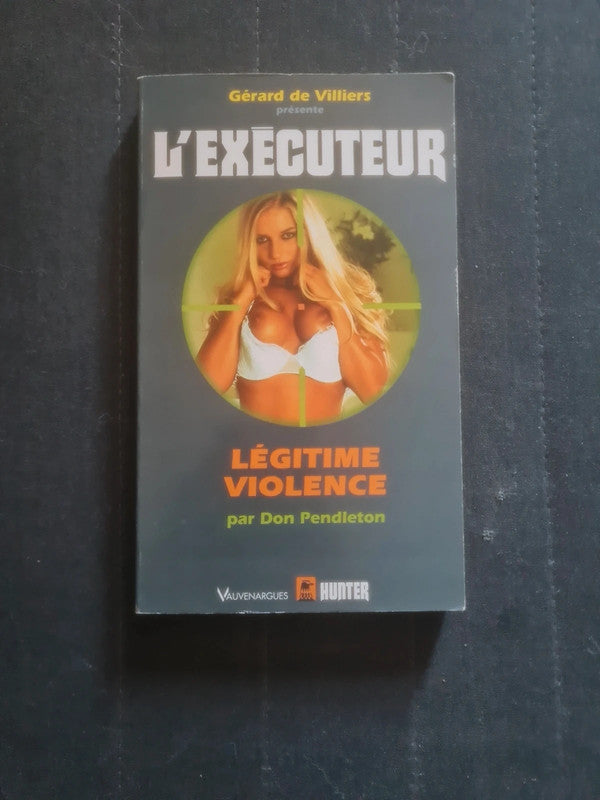 Gérard de Villiers
présente
L'EXÉCUTEUR
LÉGITIME
VIOLENCE
par Don Pendleton
VAUVENARGUES HUNTER